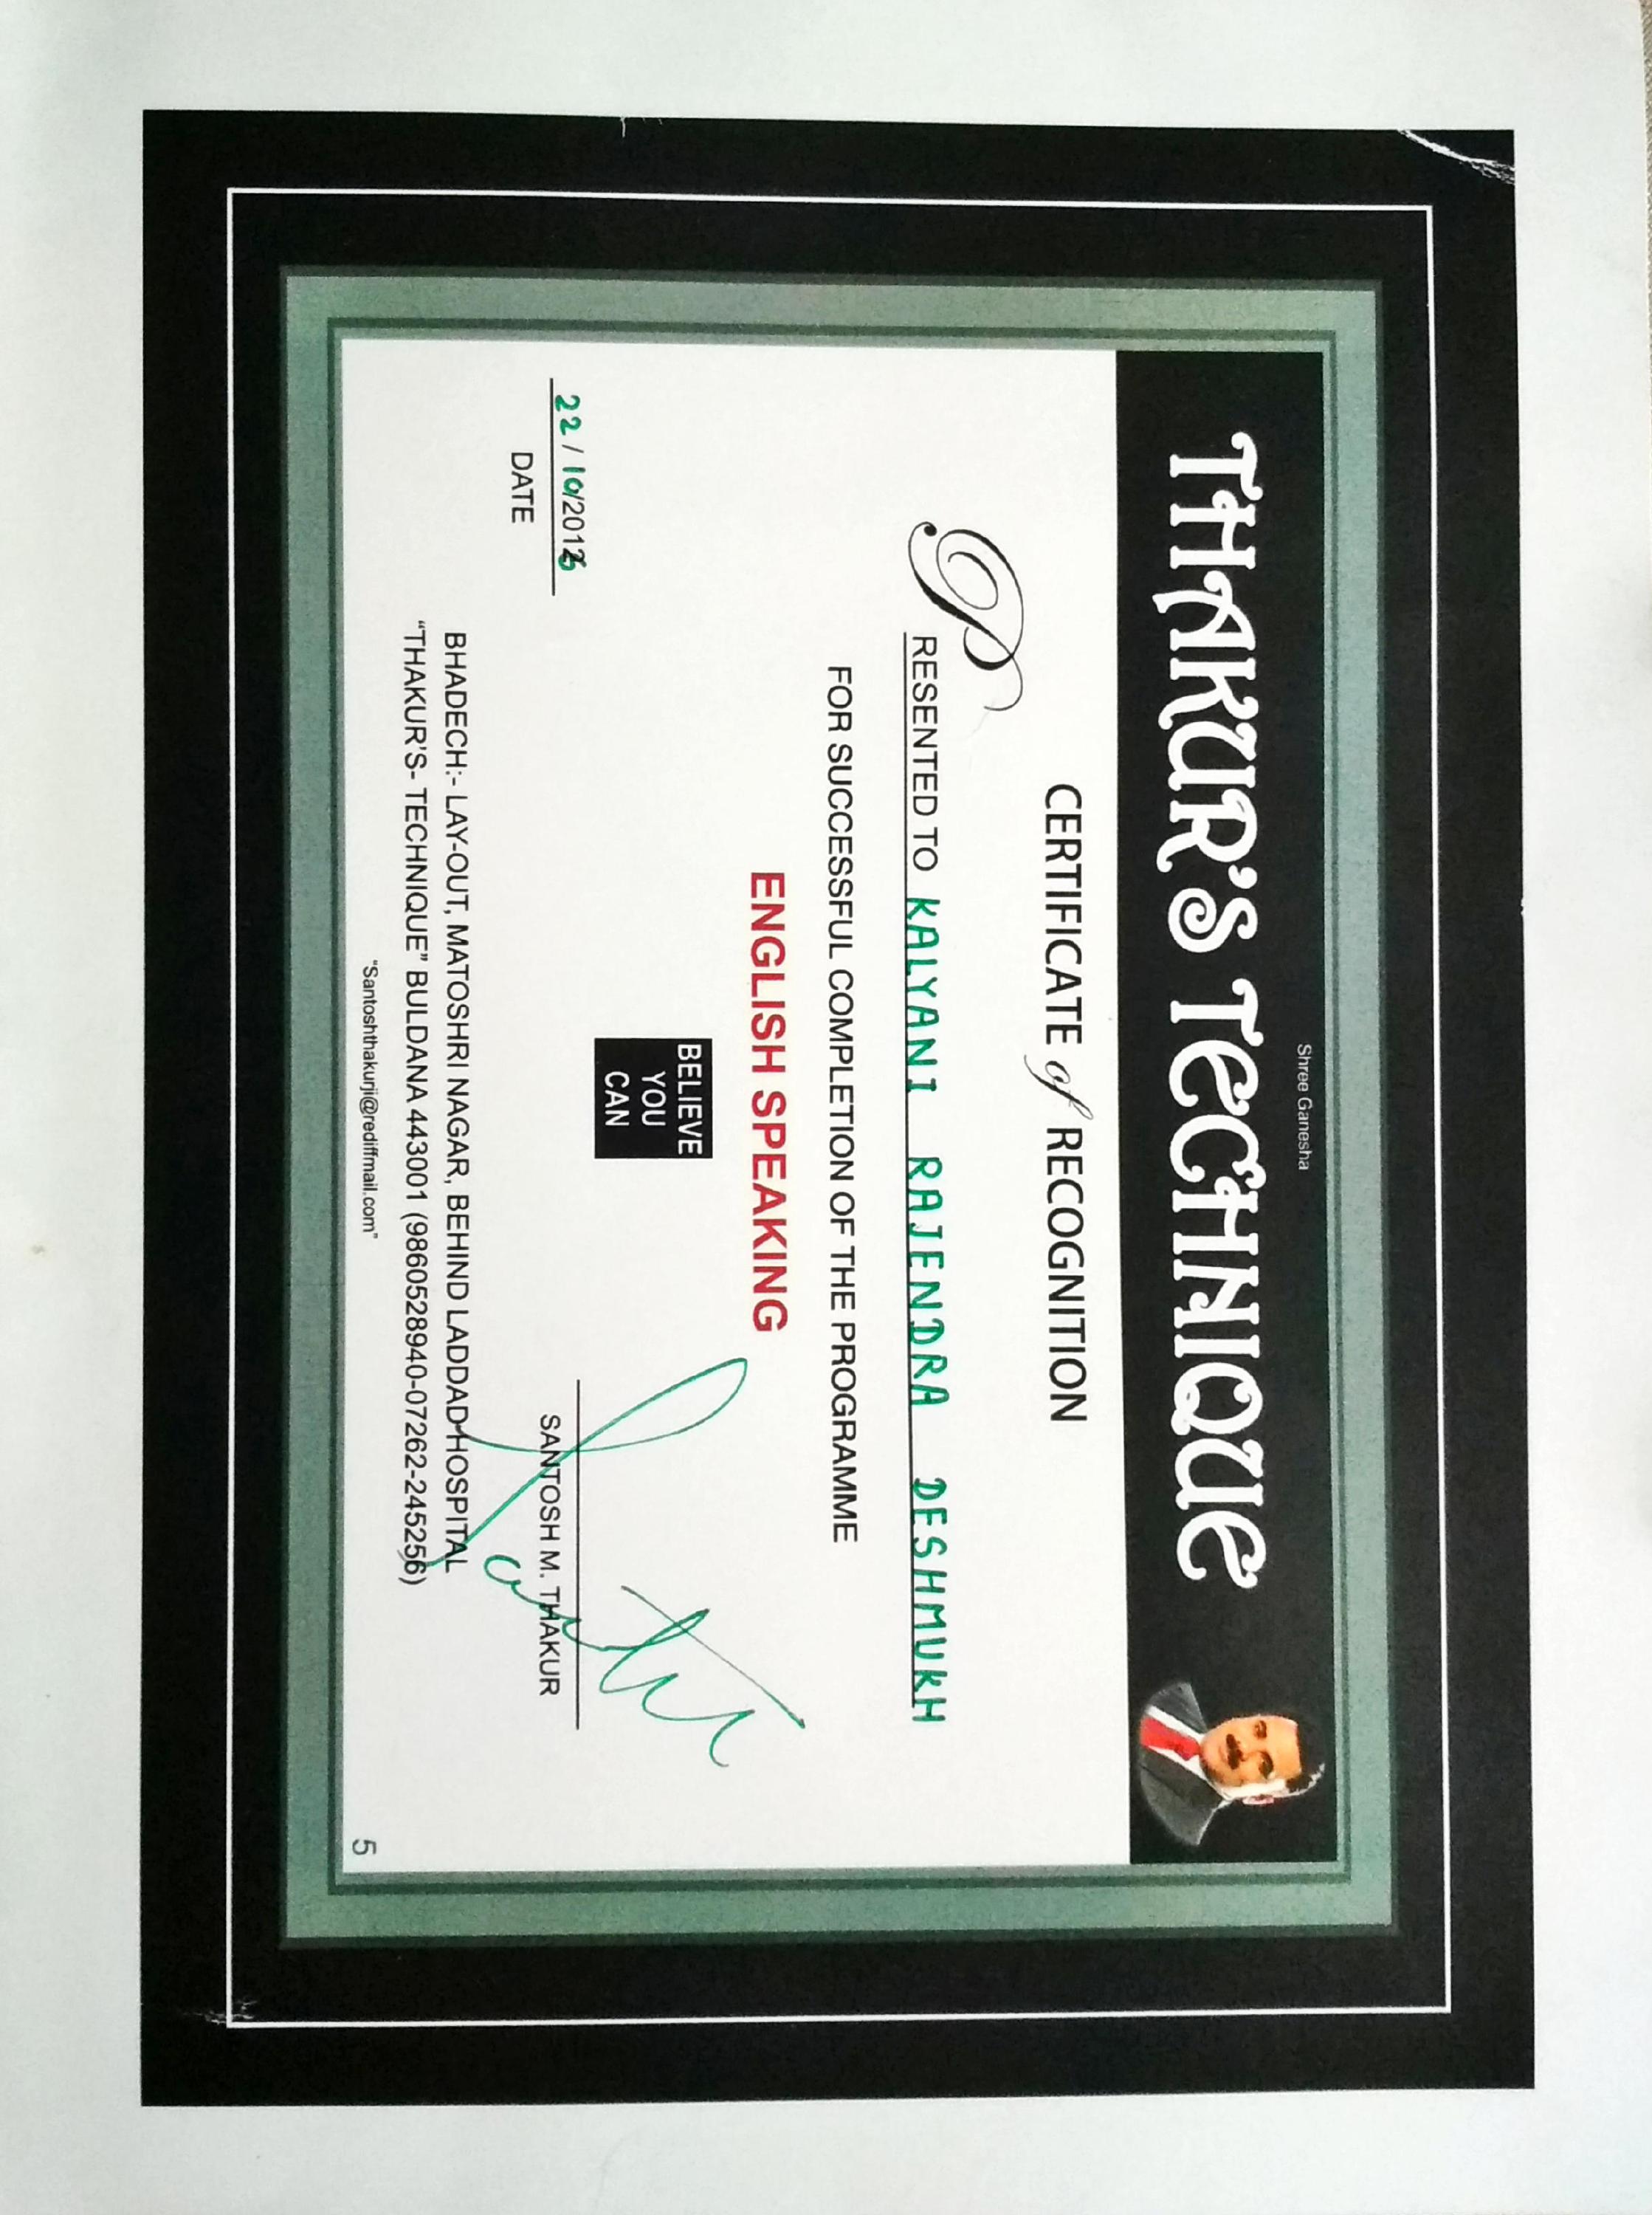 Shree Ganesha
THAKUR'S TECHNIQUE
CERTIFICATE of RECOGNITION
PRESENTED TO KALYANI RAJENDRA DESHMUKH
FOR SUCCESSFUL COMPLETION OF THE PROGRAMME
ENGLISH SPEAKING
BELIEVE
YOU
CAN
22/10/2016
DATE
SANTOSH M. THAKUR
BHADECH:- LAY-OUT, MATOSHRI NAGAR, BEHIND LADDAD HOSPITAL
“THAKUR'S- TECHNIQUE” BULDANA 443001 (9860528940-07262-245256)
“Santoshthakurji@rediffmail.com”
5